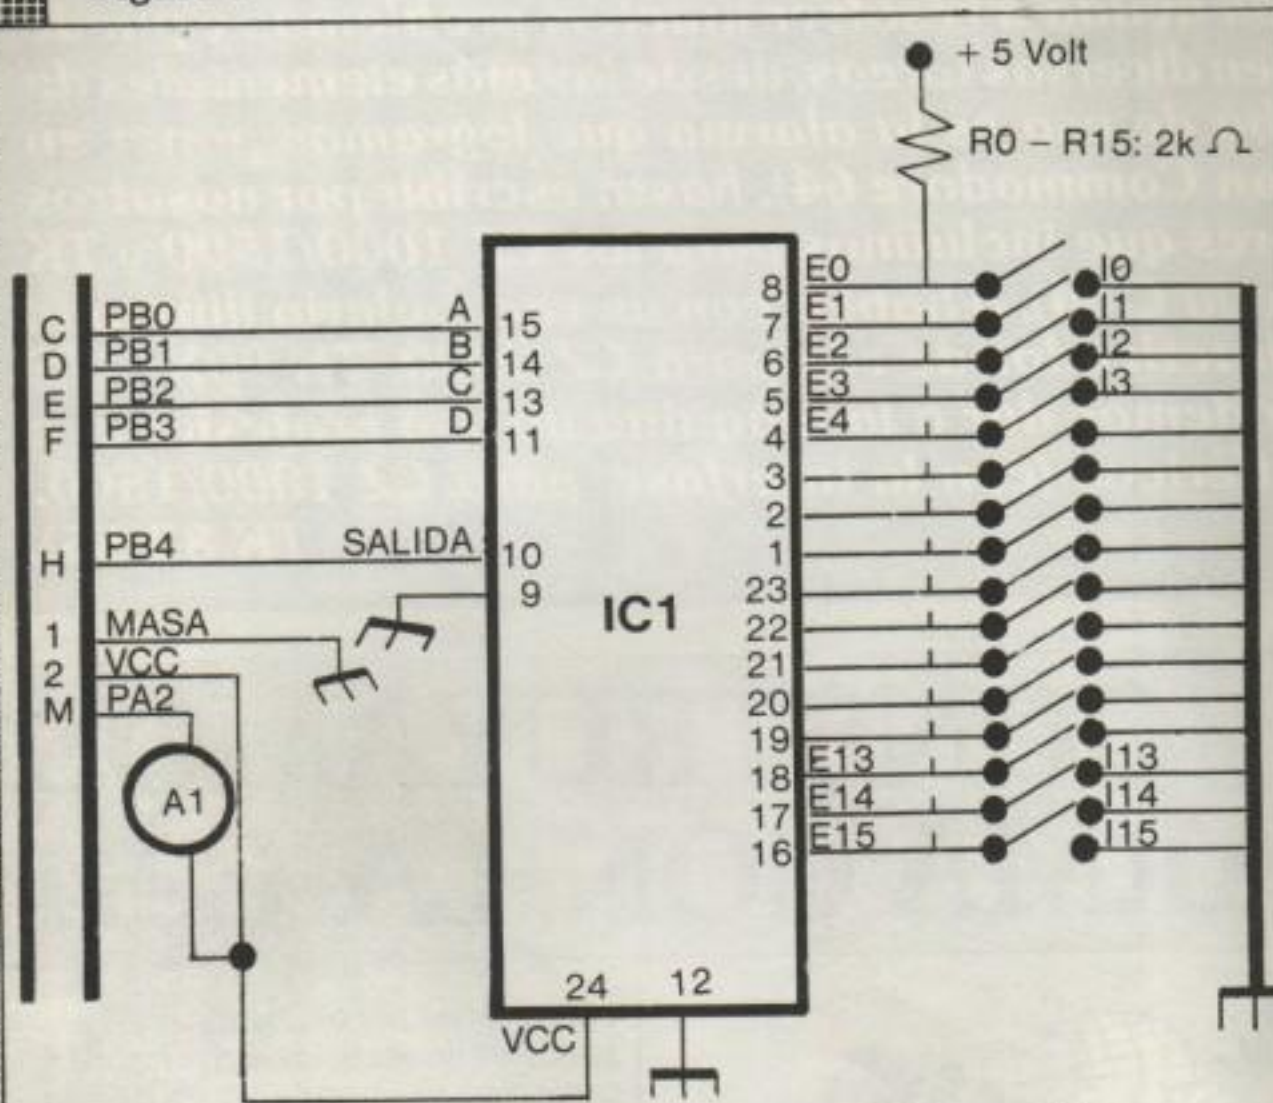 + 5 Volt
R0 – R15: 2k Ω
C PB0 A 15
D PB1 B 14
E PB2 C 13
F PB3 D 11
H PB4 SALIDA 10
9
1 MASA
2 VCC
M PA2
A1
IC1
8 E0 I0
7 E1 I1
6 E2 I2
5 E3 I3
4 E4
3
2
1
23
22
21
20
19
18 E13 I13
17 E14 I14
16 E15 I15
24 12
VCC